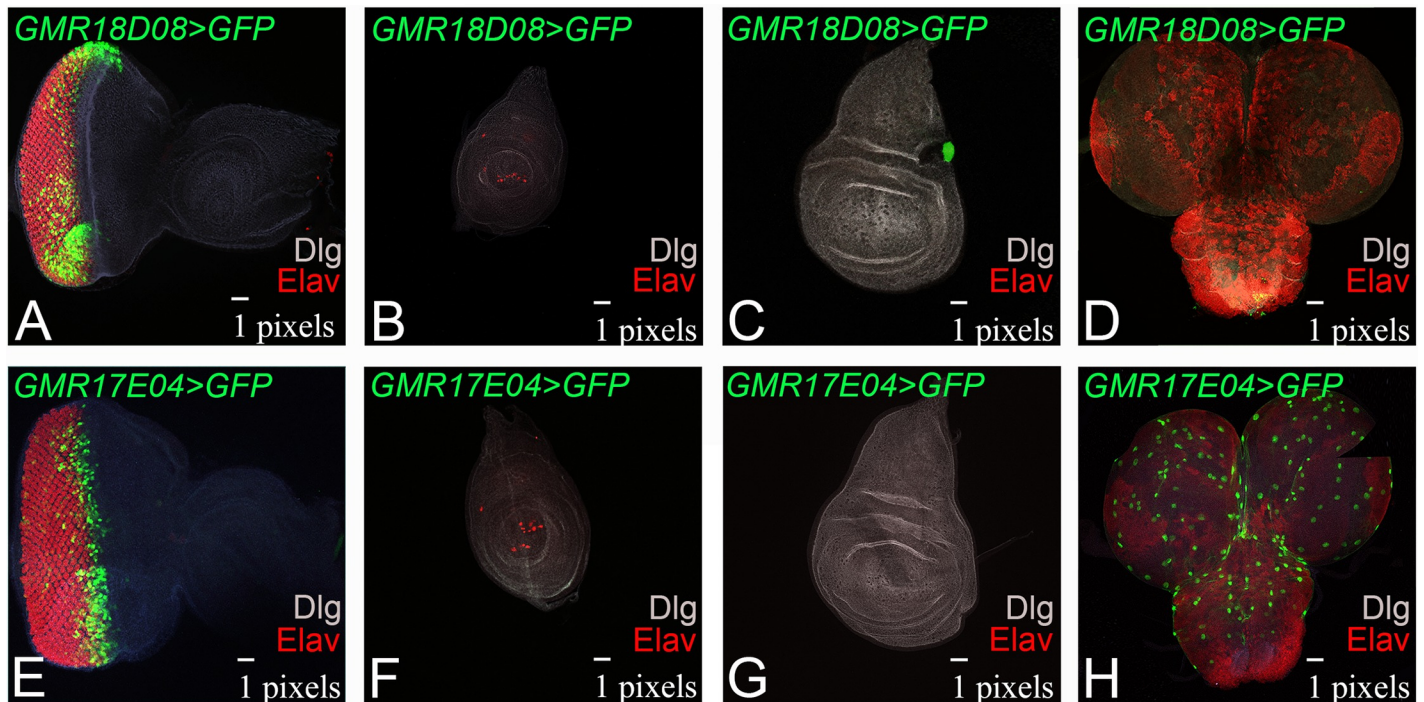 GMR18D08>GFP
Dlg
Elav
A
1 pixels
GMR18D08>GFP
Dlg
Elav
B
1 pixels
GMR18D08>GFP
Dlg
Elav
C
1 pixels
GMR18D08>GFP
Dlg
Elav
D
1 pixels
GMR17E04>GFP
Dlg
Elav
E
1 pixels
GMR17E04>GFP
Dlg
Elav
F
1 pixels
GMR17E04>GFP
Dlg
Elav
G
1 pixels
GMR17E04>GFP
Dlg
Elav
H
1 pixels